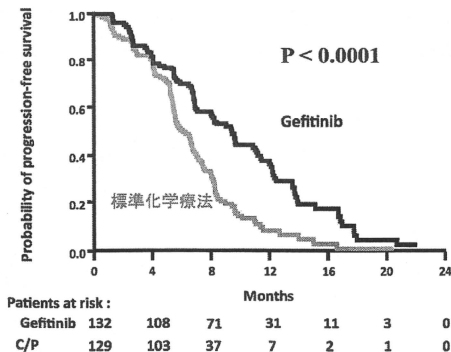 Probability of progression-free survival
1.0
0.8
0.6
0.4
0.2
0.0
P < 0.0001
Gefitinib
標準化学療法
0 4 8 12 16 20 24
Months
Patients at risk :
Gefitinib 132 108 71 31 11 3 0
C/P 129 103 37 7 2 1 0